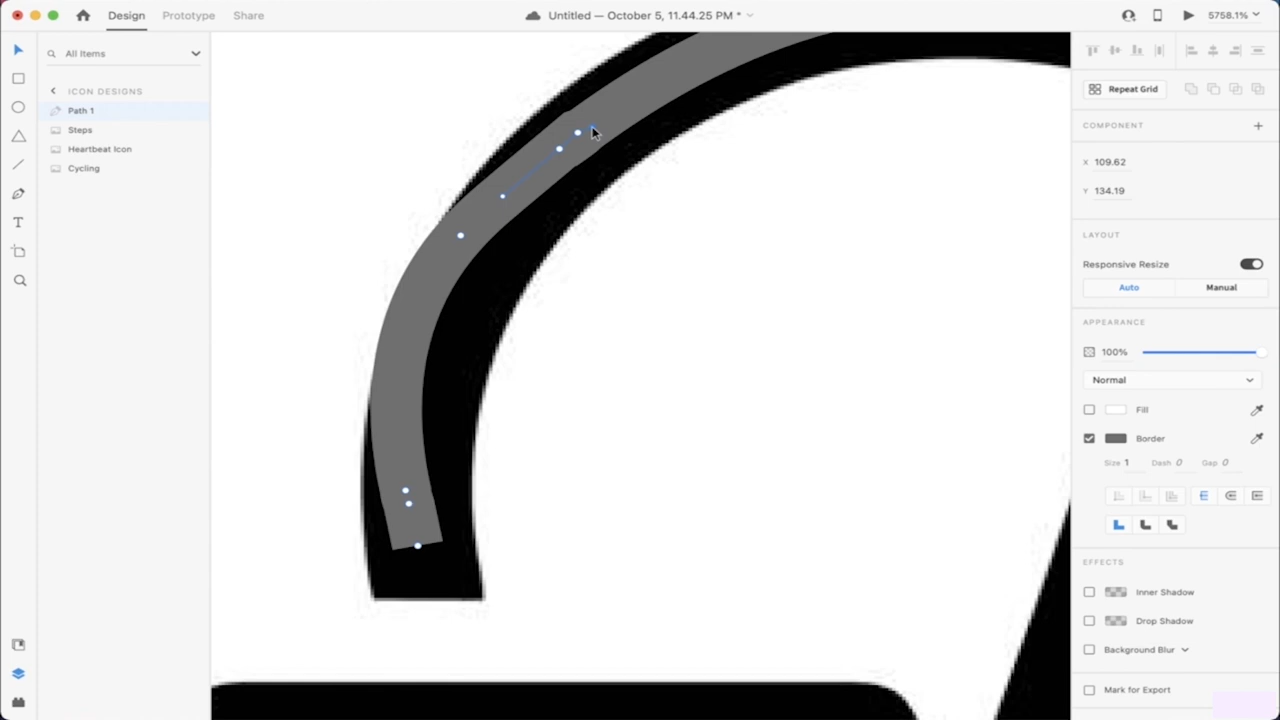 Design Prototype Share Untitled — October 5, 11.44.25 PM * 5758.1%
All Items
ICON DESIGNS
Path 1
Steps
Heartbeat Icon
Cycling
T
Repeat Grid
COMPONENT
X 109.62
Y 134.19
LAYOUT
Responsive Resize
Auto Manual
APPEARANCE
100%
Normal
Fill
Border
Size 1 Dash 0 Gap 0
EFFECTS
Inner Shadow
Drop Shadow
Background Blur
Mark for Export